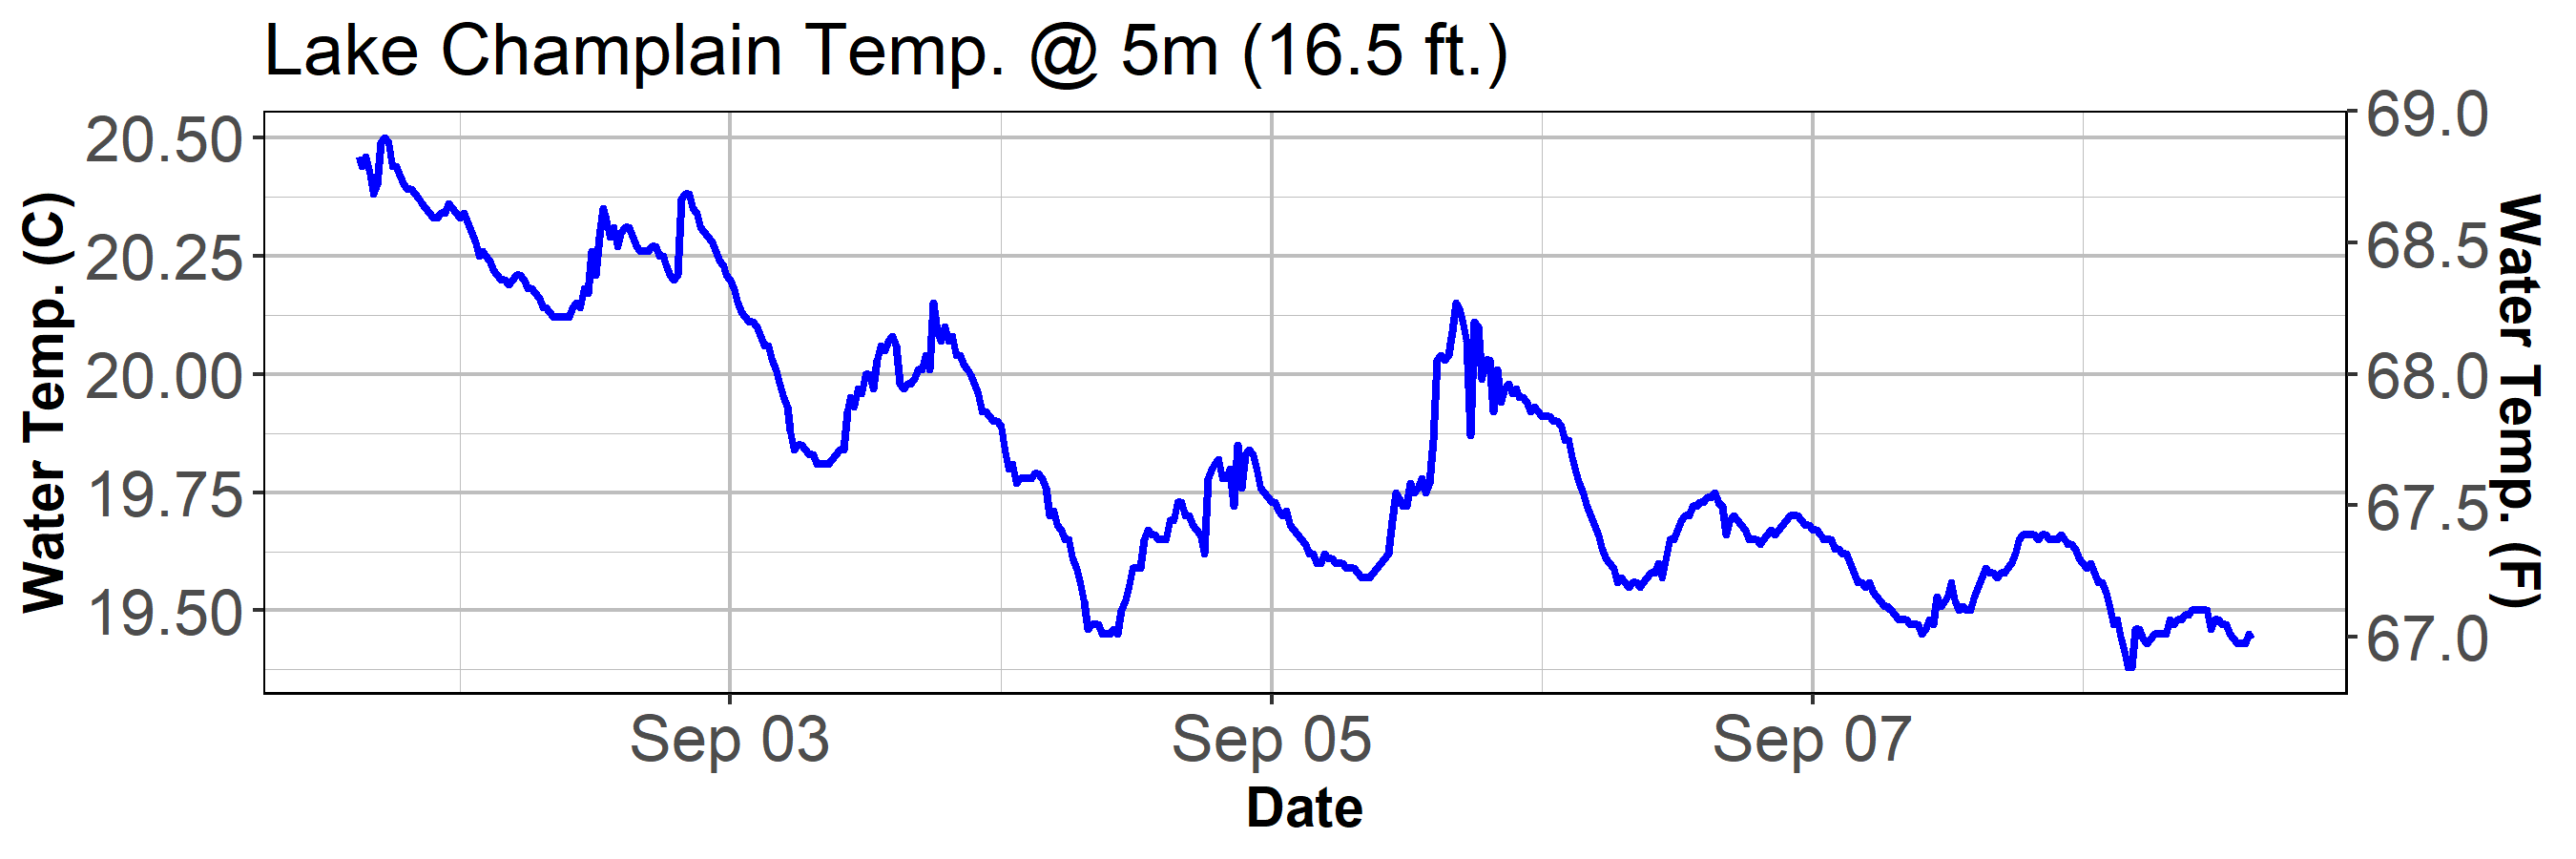 Lake Champlain Temp. @ 5m (16.5 ft.)
Water Temp. (C)
20.50
20.25
20.00
19.75
19.50
69.0
68.5
68.0
67.5
67.0
Water Temp. (F)
Sep 03
Sep 05
Sep 07
Date